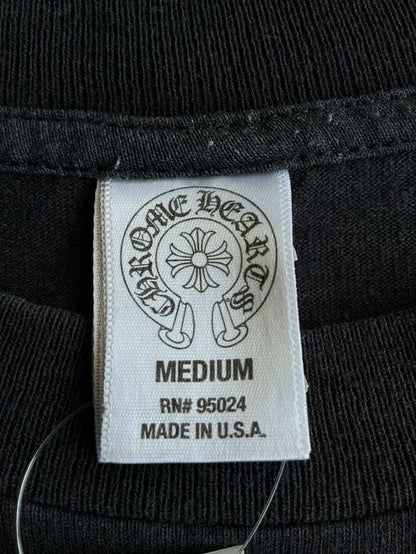 CHROME HEARTS
MEDIUM
RN# 95024
MADE IN U.S.A.